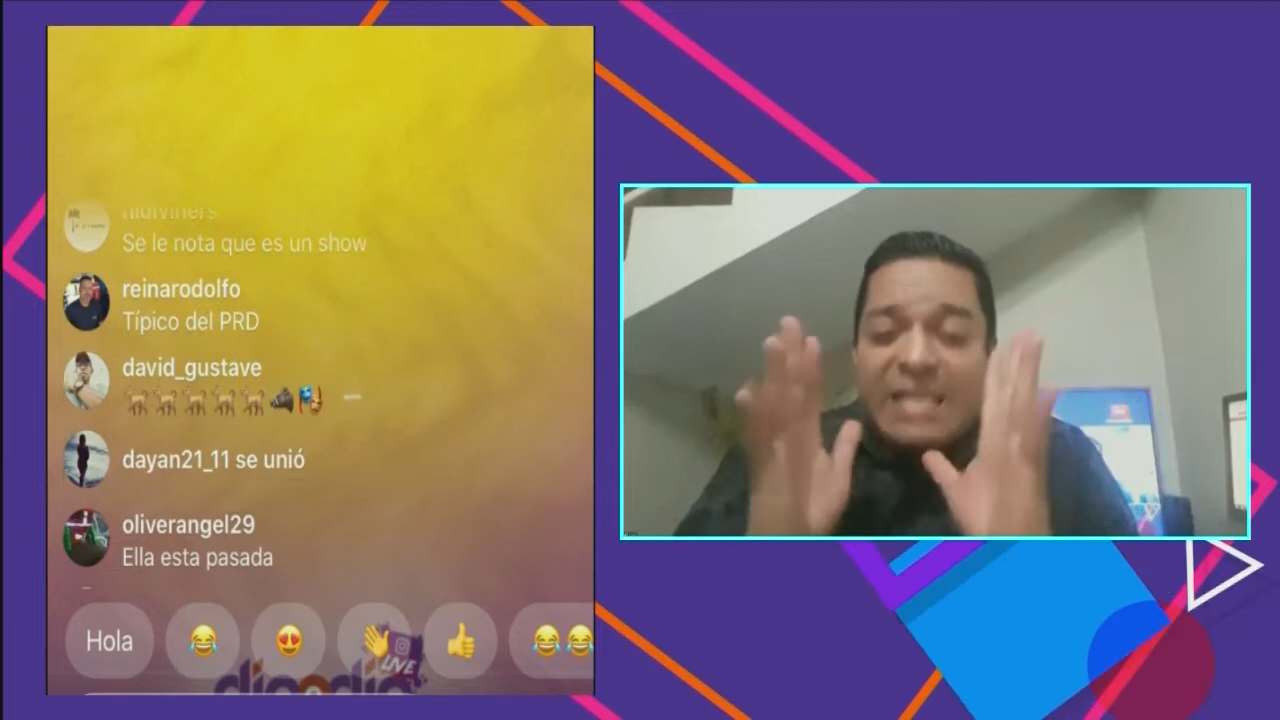 Se le nota que es un show
reinarodolfo
Típico del PRD
david_gustave
dayan21_11 se unió
oliverangel29
Ella esta pasada
Hola
LIVE